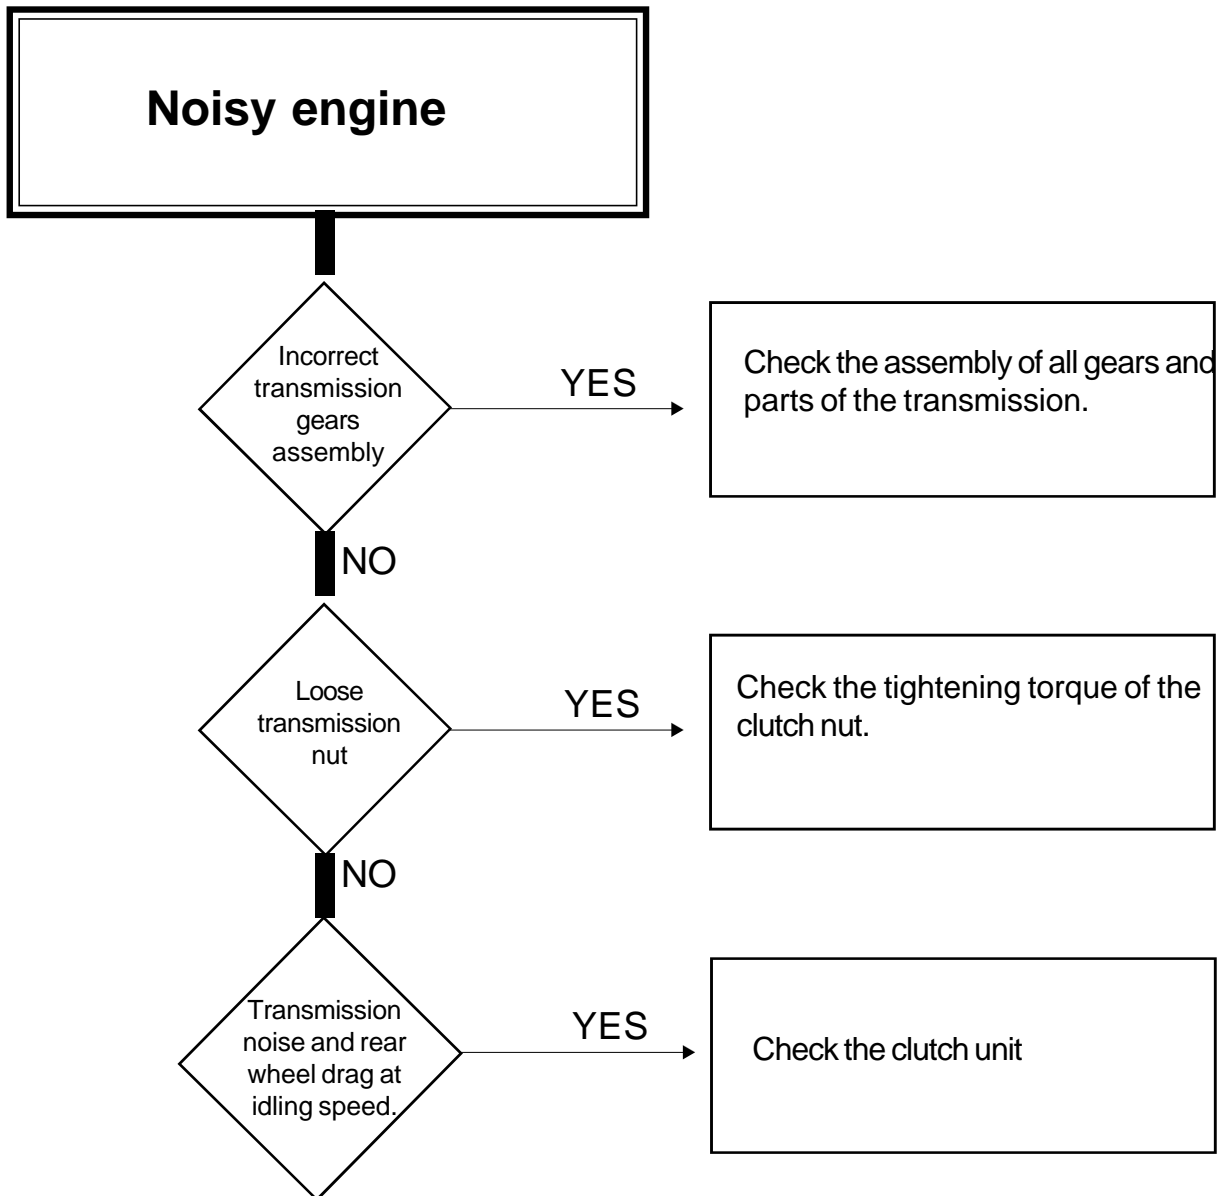 Noisy engine
Incorrect
transmission
gears
assembly
YES
Check the assembly of all gears and
parts of the transmission.
NO
Loose
transmission
nut
YES
Check the tightening torque of the
clutch nut.
NO
Transmission
noise and rear
wheel drag at
idling speed.
YES
Check the clutch unit